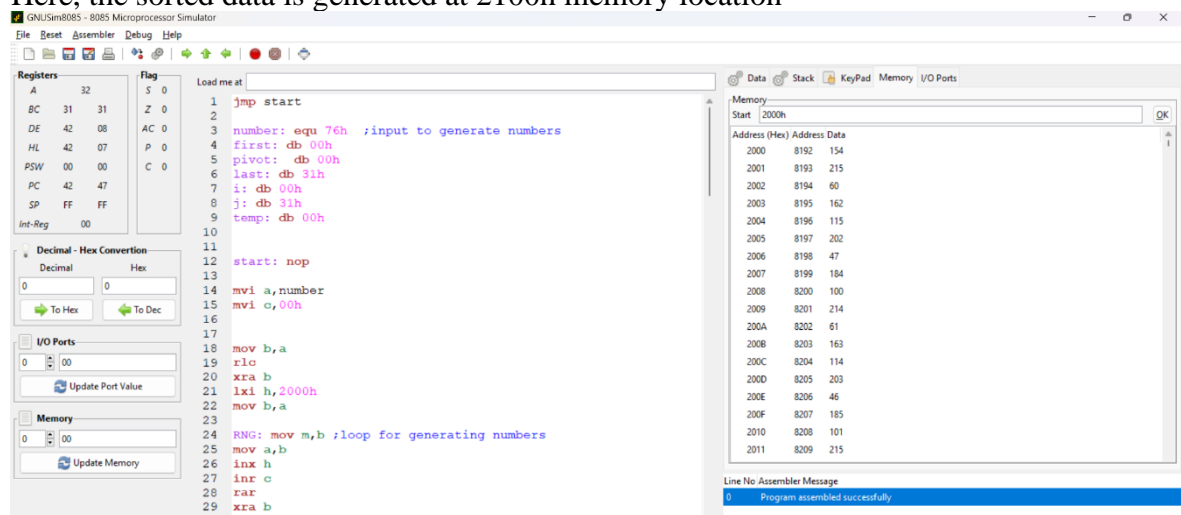 Here, the sorted data is generated at 2100h memory location
GNUSim8085 - 8085 Microprocessor Simulator
File Reset Assembler Debug Help
Registers
A 32
BC 31 31
DE 42 08
HL 42 07
PSW 00 00
PC 42 47
SP FF FF
Int-Reg 00
Flag
S 0
Z 0
AC 0
P 0
C 0
Decimal - Hex Convertion
Decimal Hex
0 0
To Hex To Dec
I/O Ports
0 00
Update Port Value
Memory
0 00
Update Memory
Load me at
1 jmp start
2
3 number: equ 76h ;input to generate numbers
4 first: db 00h
5 pivot: db 00h
6 last: db 31h
7 i: db 00h
8 j: db 31h
9 temp: db 00h
10
11
12 start: nop
13
14 mvi a,number
15 mvi c,00h
16
17
18 mov b,a
19 rlc
20 xra b
21 lxi h,2000h
22 mov b,a
23
24 RNG: mov m,b ;loop for generating numbers
25 mov a,b
26 inx h
27 inr c
28 rar
29 xra b
Data Stack KeyPad Memory I/O Ports
Memory
Start 2000h OK
Address (Hex) Address Data
2000 8192 154
2001 8193 215
2002 8194 60
2003 8195 162
2004 8196 115
2005 8197 202
2006 8198 47
2007 8199 184
2008 8200 100
2009 8201 214
200A 8202 61
200B 8203 163
200C 8204 114
200D 8205 203
200E 8206 46
200F 8207 185
2010 8208 101
2011 8209 215
Line No Assembler Message
0 Program assembled successfully